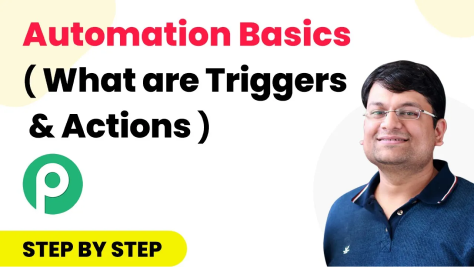 Automation Basics
( What are Triggers
& Actions )
P
STEP BY STEP